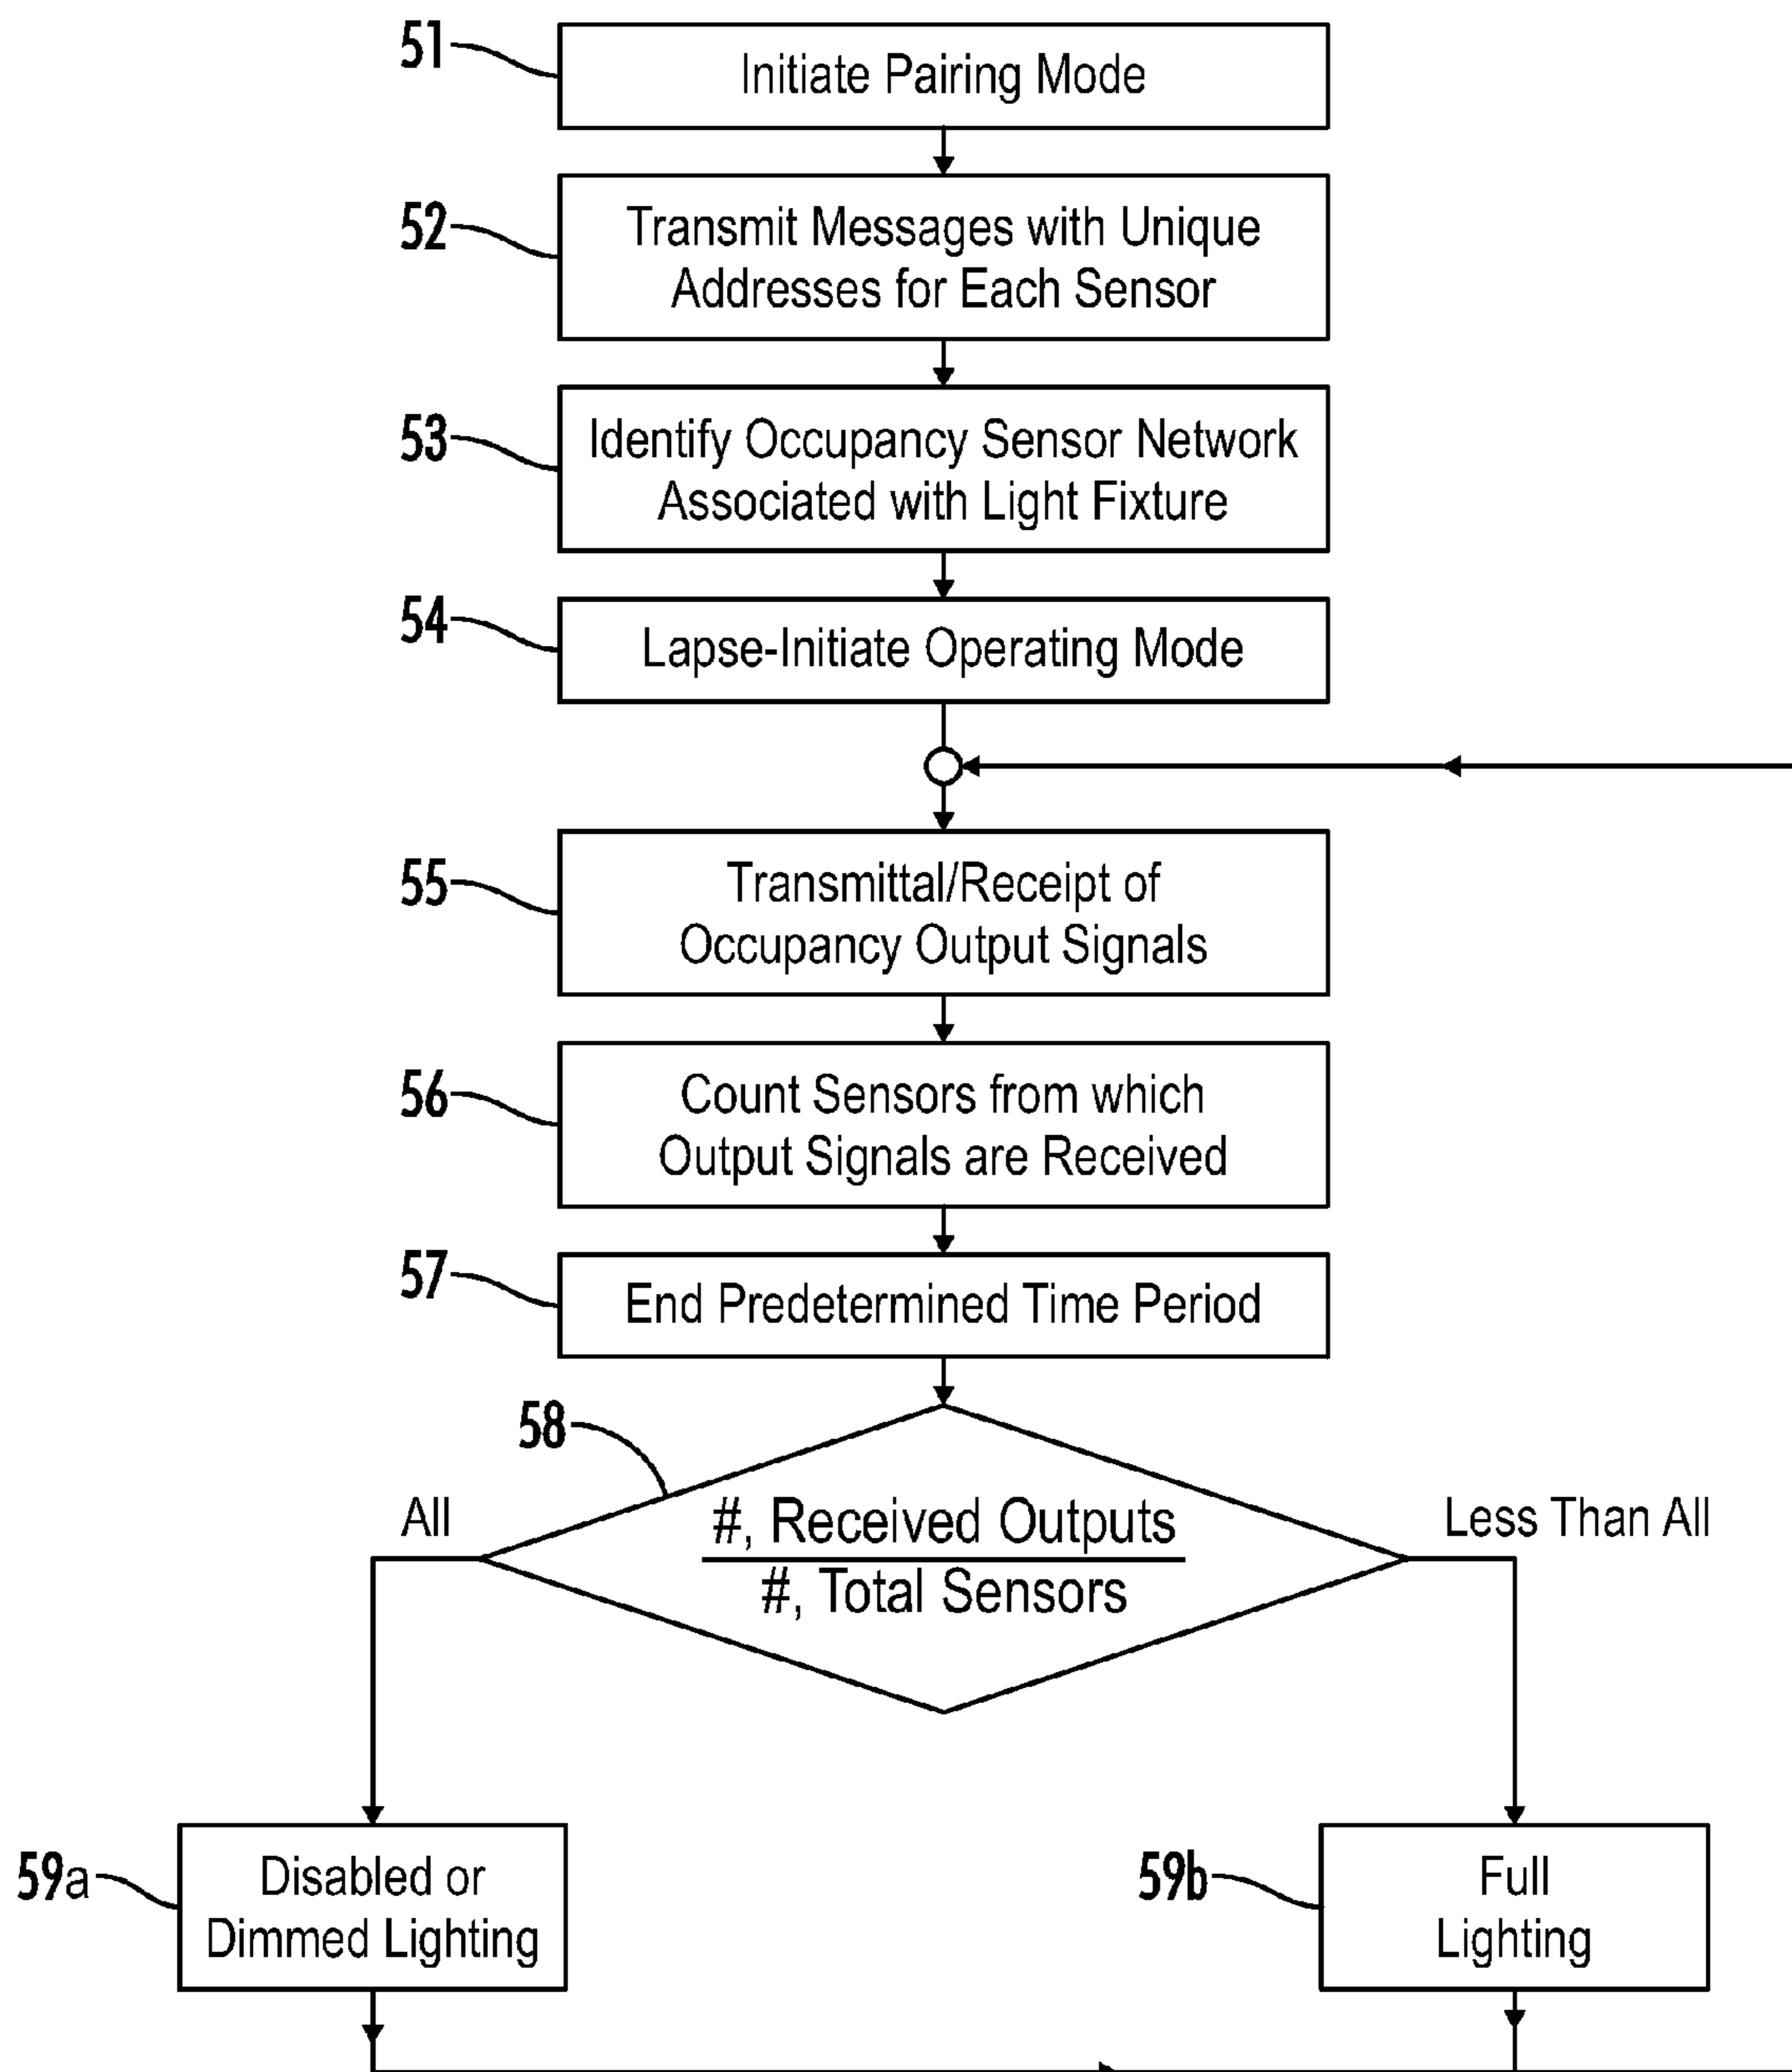 51
Initiate Pairing Mode
52
Transmit Messages with Unique
Addresses for Each Sensor
53
Identify Occupancy Sensor Network
Associated with Light Fixture
54
Lapse-Initiate Operating Mode
55
Transmittal/Receipt of
Occupancy Output Signals
56
Count Sensors from which
Output Signals are Received
57
End Predetermined Time Period
58
All
#, Received Outputs
#, Total Sensors
Less Than All
59a
Disabled or
Dimmed Lighting
59b
Full
Lighting